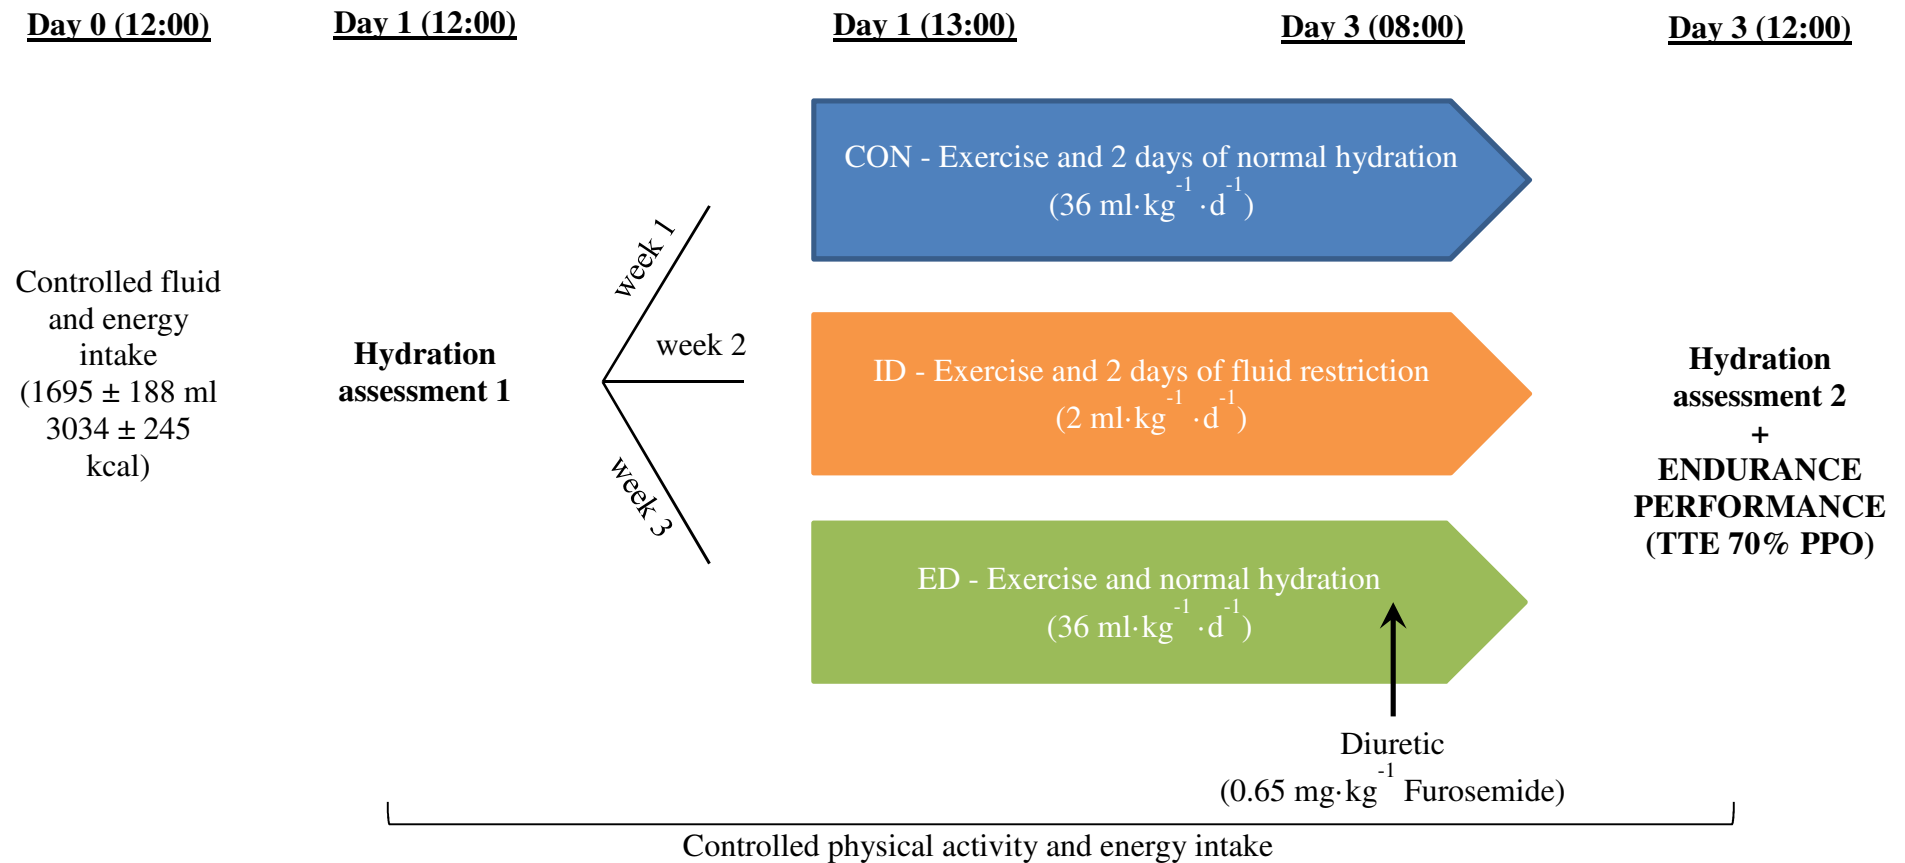 Day 0 (12:00)
Day 1 (12:00)
Day 1 (13:00)
Day 3 (08:00)
Day 3 (12:00)
Controlled fluid
and energy
intake
(1695 ± 188 ml
3034 ± 245
kcal)
Hydration
assessment 1
week 1
week 2
week 3
CON - Exercise and 2 days of normal hydration
(36 ml·kg⁻¹ ·d⁻¹)
ID - Exercise and 2 days of fluid restriction
(2 ml·kg⁻¹ ·d⁻¹)
ED - Exercise and normal hydration
(36 ml·kg⁻¹ ·d⁻¹)
Diuretic
(0.65 mg·kg⁻¹ Furosemide)
Hydration
assessment 2
+
ENDURANCE
PERFORMANCE
(TTE 70% PPO)
Controlled physical activity and energy intake